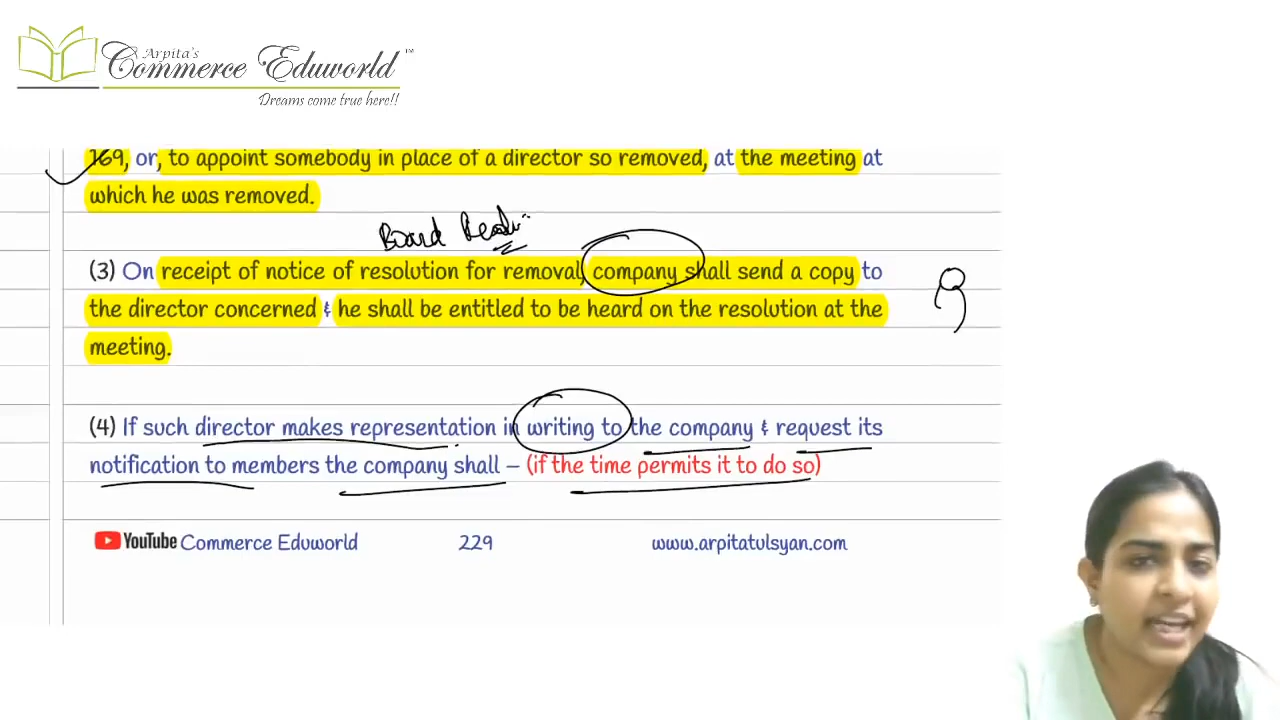 Arpita's
Commerce Eduworld™
Dreams come true here!!
169, or, to appoint somebody in place of a director so removed, at the meeting at
which he was removed.
Board
(3) On receipt of notice of resolution for removal, company shall send a copy to
the director concerned & he shall be entitled to be heard on the resolution at the
meeting.
(4) If such director makes representation in writing to the company & request its
notification to members the company shall – (if the time permits it to do so)
YouTube Commerce Eduworld 229 www.arpitatulsyan.com